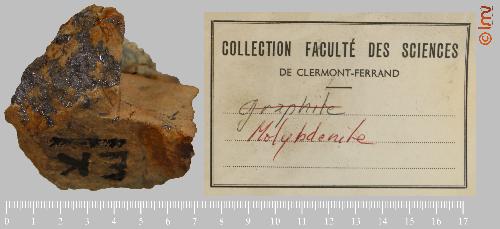 lmv
COLLECTION FACULTÉ DES SCIENCES
DE CLERMONT-FERRAND
graphite
Molybdenite
0 1 2 3 4 5 6 7 8 9 10 11 12 13 14 15 16 17